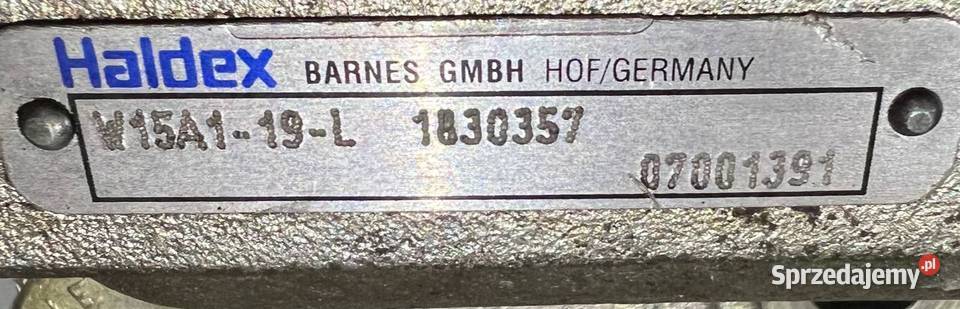 Haldex BARNES GMBH HOF/GERMANY
W15A1-19-L 1830357
07001391
Sprzedajemy.pl